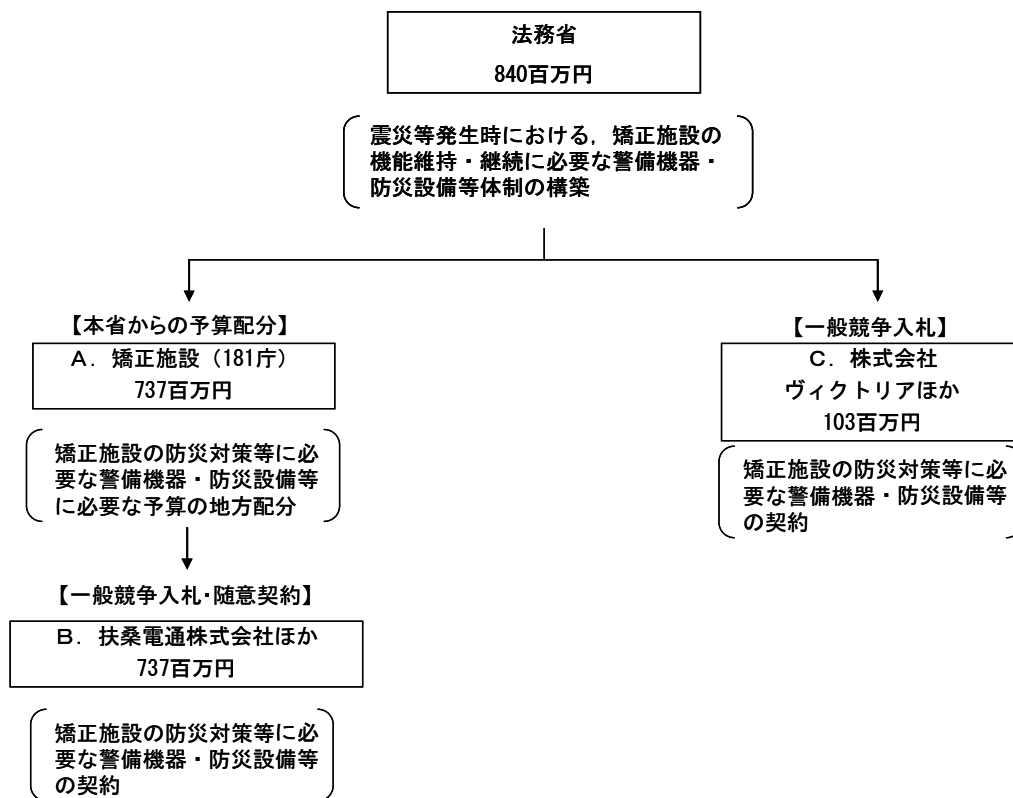 法務省
840百万円
震災等発生時における，矯正施設の
機能維持・継続に必要な警備機器・
防災設備等体制の構築
【本省からの予算配分】
A．矯正施設（181庁）
737百万円
矯正施設の防災対策等に必
要な警備機器・防災設備等
に必要な予算の地方配分
【一般競争入札・随意契約】
B．扶桑電通株式会社ほか
737百万円
矯正施設の防災対策等に必
要な警備機器・防災設備等
の契約
【一般競争入札】
C．株式会社
ヴィクトリアほか
103百万円
矯正施設の防災対策等に必
要な警備機器・防災設備等
の契約